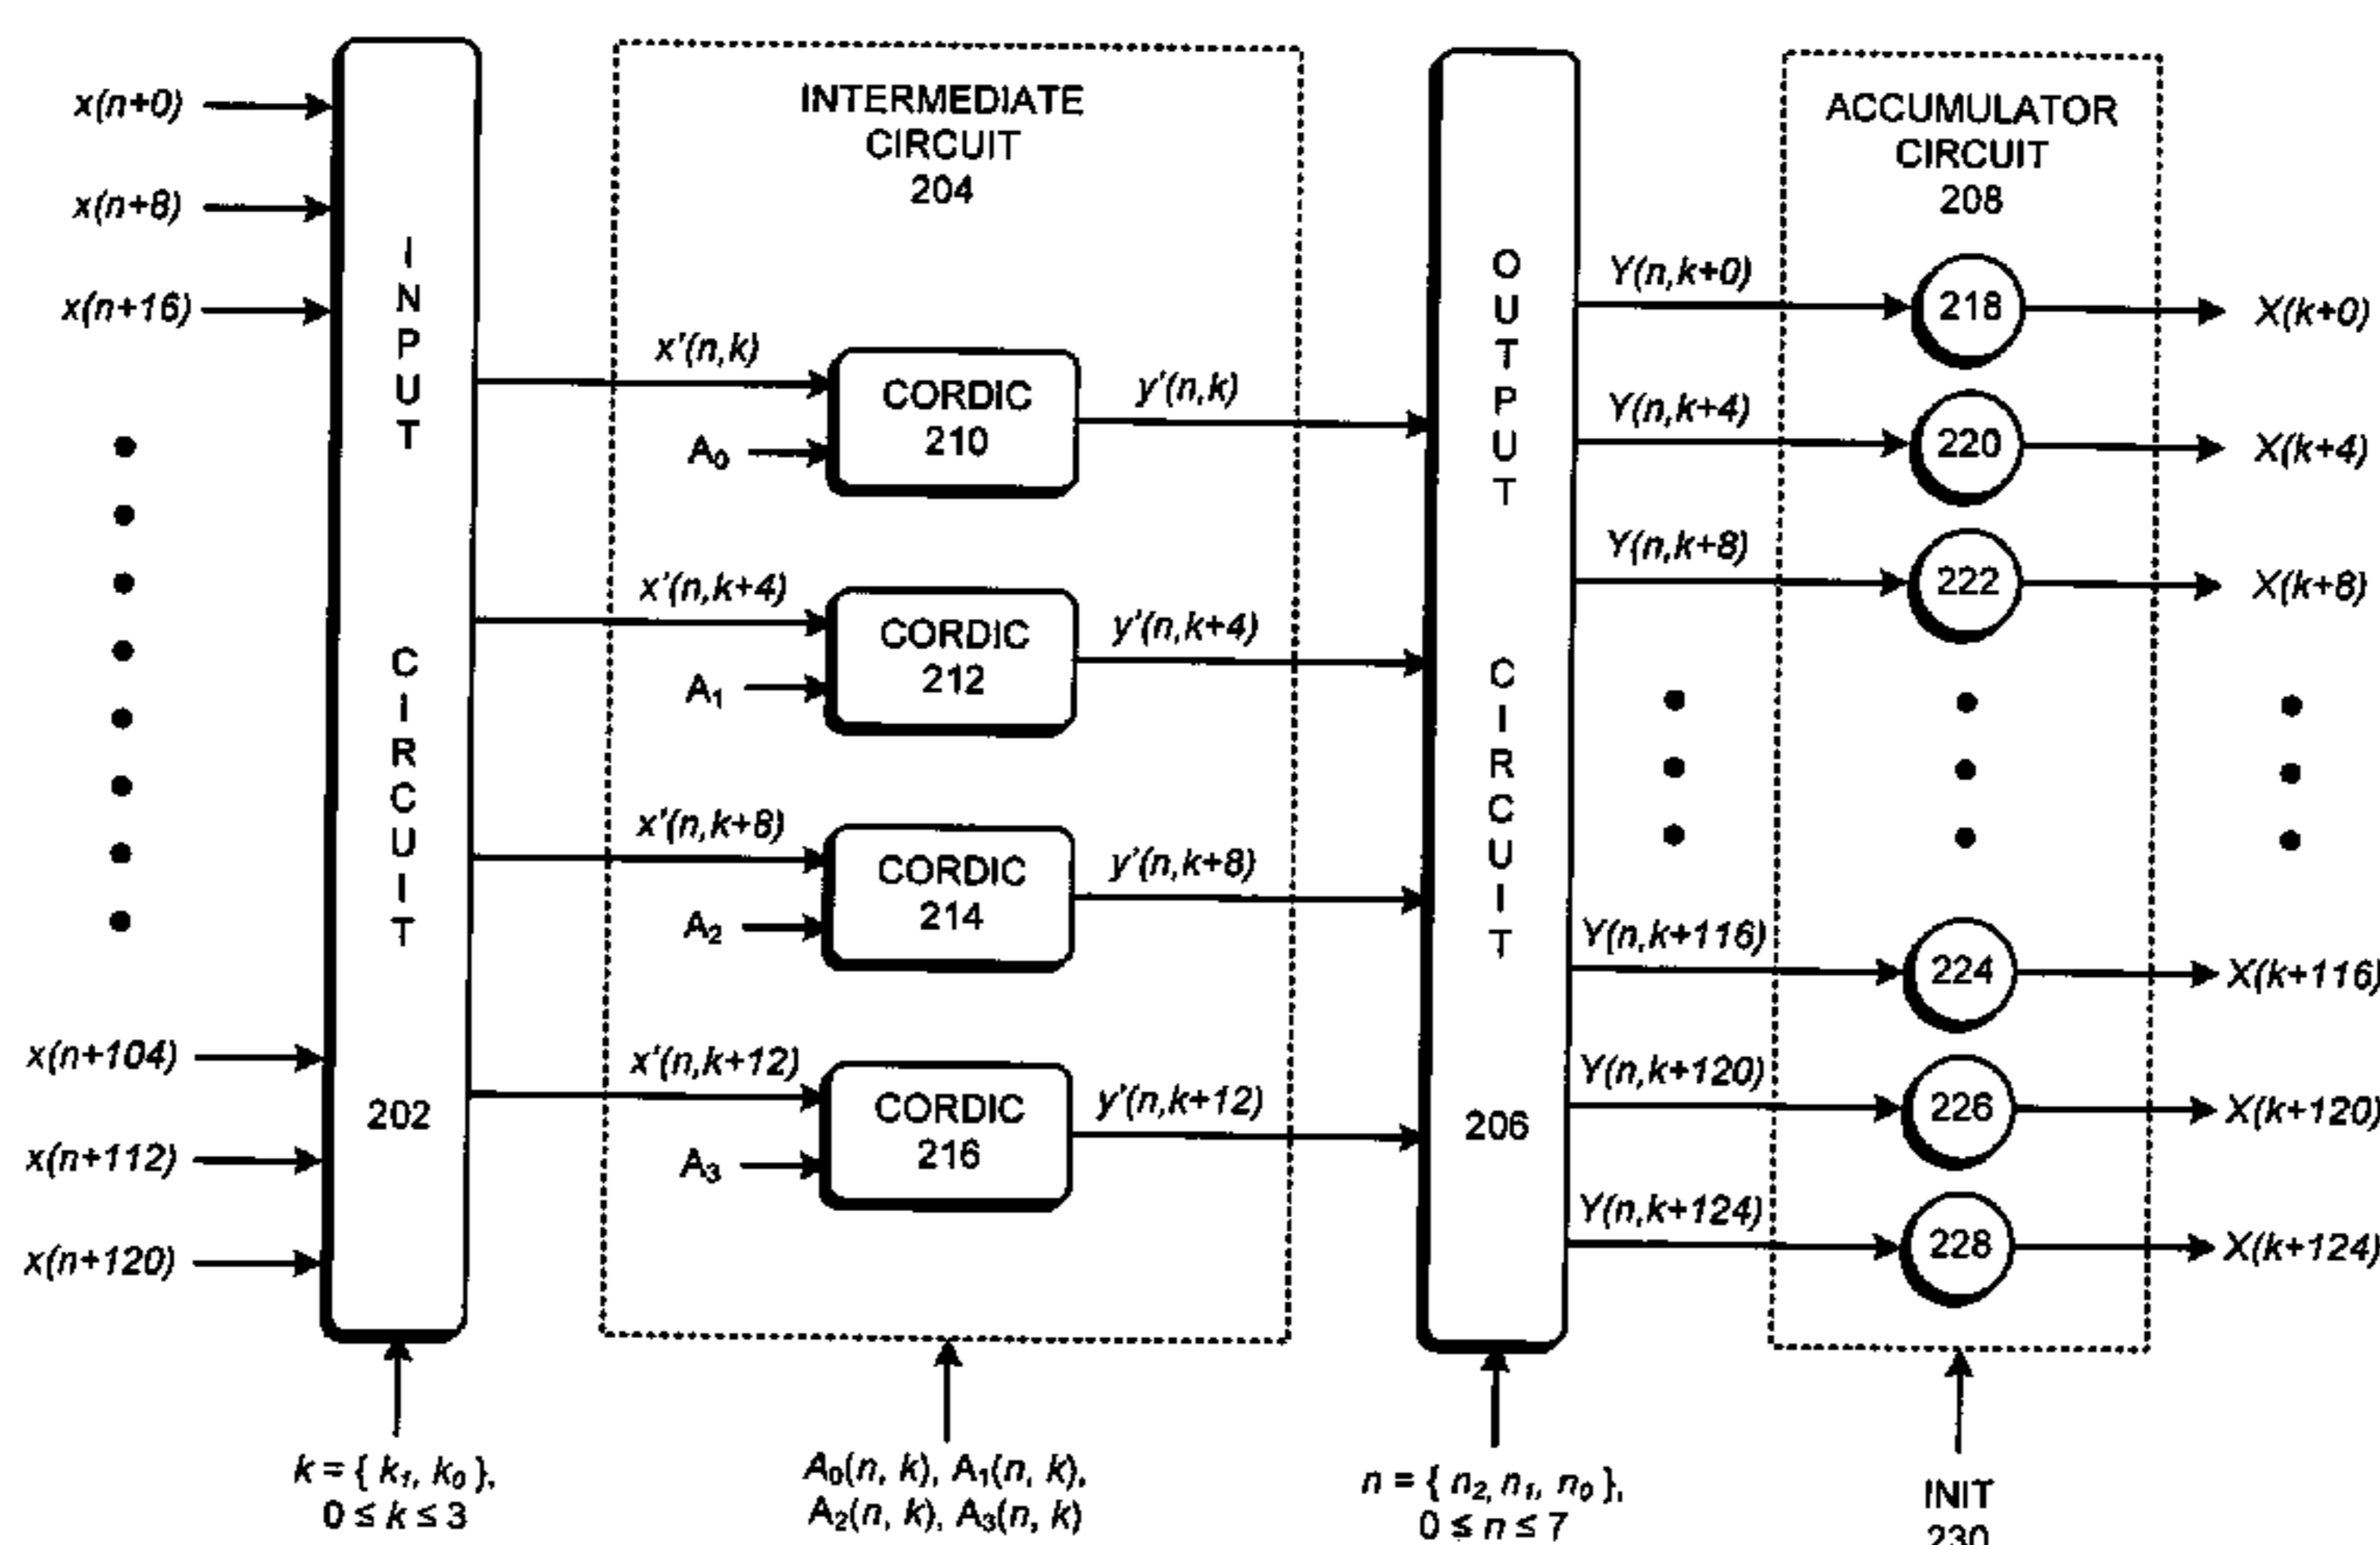 x(n+0)
x(n+8)
x(n+16)
x(n+104)
x(n+112)
x(n+120)
INPUT CIRCUIT
202
k = { k₁, k₀ },
0 ≤ k ≤ 3
INTERMEDIATE
CIRCUIT
204
x'(n,k)
A₀
CORDIC
210
y'(n,k)
x'(n,k+4)
A₁
CORDIC
212
y'(n,k+4)
x'(n,k+8)
A₂
CORDIC
214
y'(n,k+8)
x'(n,k+12)
A₃
CORDIC
216
y'(n,k+12)
A₀(n, k), A₁(n, k),
A₂(n, k), A₃(n, k)
OUTPUT CIRCUIT
206
n = { n₂, n₁, n₀ },
0 ≤ n ≤ 7
ACCUMULATOR
CIRCUIT
208
Y(n,k+0)
218
X(k+0)
Y(n,k+4)
220
X(k+4)
Y(n,k+8)
222
X(k+8)
Y(n,k+116)
224
X(k+116)
Y(n,k+120)
226
X(k+120)
Y(n,k+124)
228
X(k+124)
INIT
230